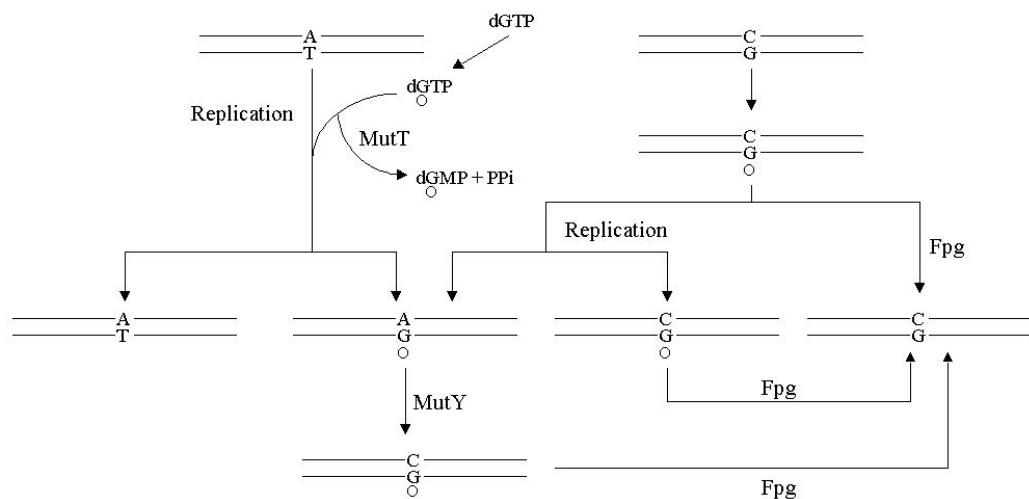 dGTP
A
T
C
G
dGTP
O
Replication
MutT
C
G
O
dGMP + PPi
O
Replication
Fpg
A
T
A
G
O
C
G
O
C
G
Fpg
MutY
C
G
O
Fpg